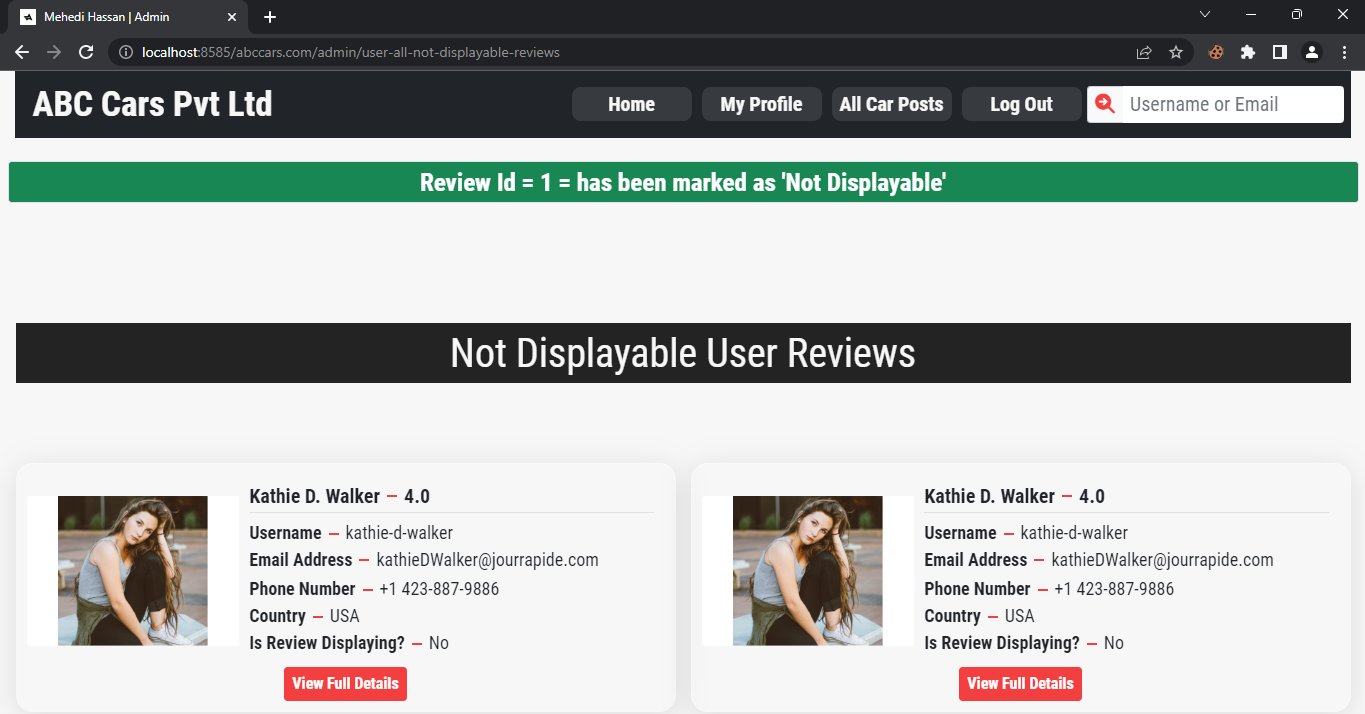 Mehedi Hassan | Admin
localhost:8585/abccars.com/admin/user-all-not-displayable-reviews
ABC Cars Pvt Ltd
Home
My Profile
All Car Posts
Log Out
Username or Email
Review Id = 1 = has been marked as 'Not Displayable'
Not Displayable User Reviews
Kathie D. Walker — 4.0
Username — kathie-d-walker
Email Address — kathieDWalker@jourrapide.com
Phone Number — +1 423-887-9886
Country — USA
Is Review Displaying? — No
View Full Details
Kathie D. Walker — 4.0
Username — kathie-d-walker
Email Address — kathieDWalker@jourrapide.com
Phone Number — +1 423-887-9886
Country — USA
Is Review Displaying? — No
View Full Details